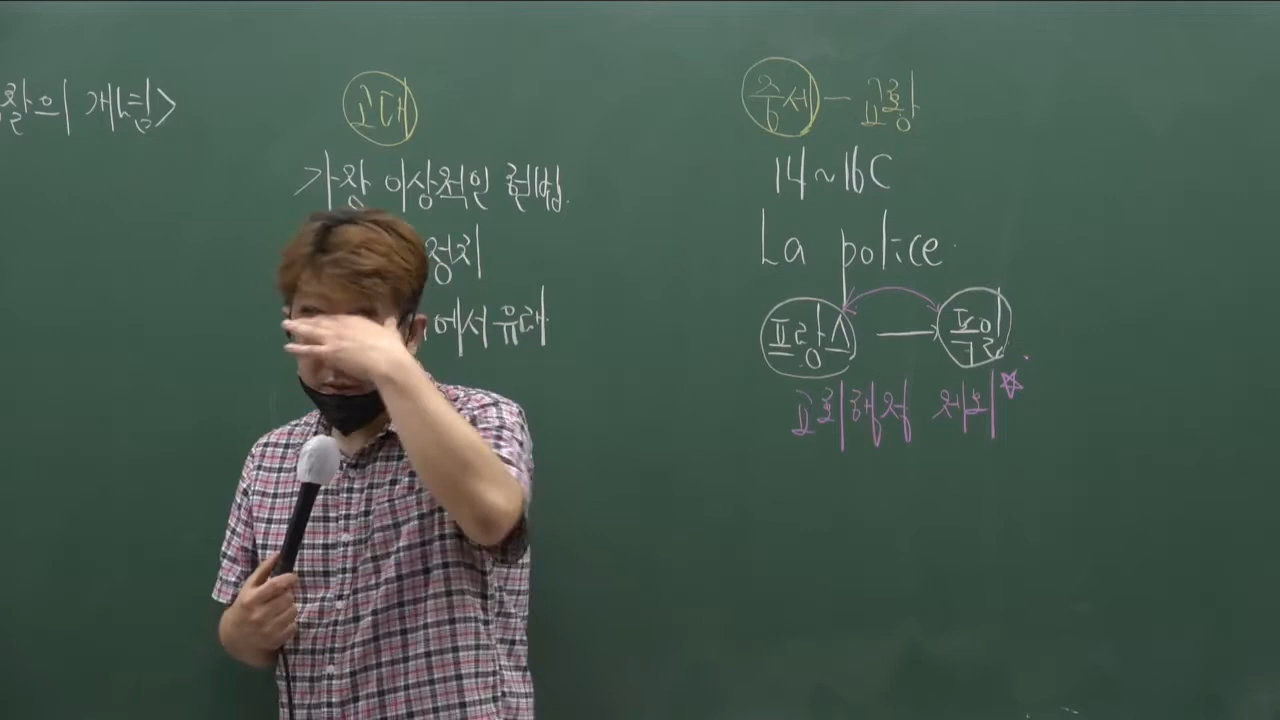 찰의 개념>
고대
가장 이상적인 헌법.
정치
에서 유래
중세 - 교황
14~16C
La police.
프랑스 → 독일
교회행정 제외 ☆